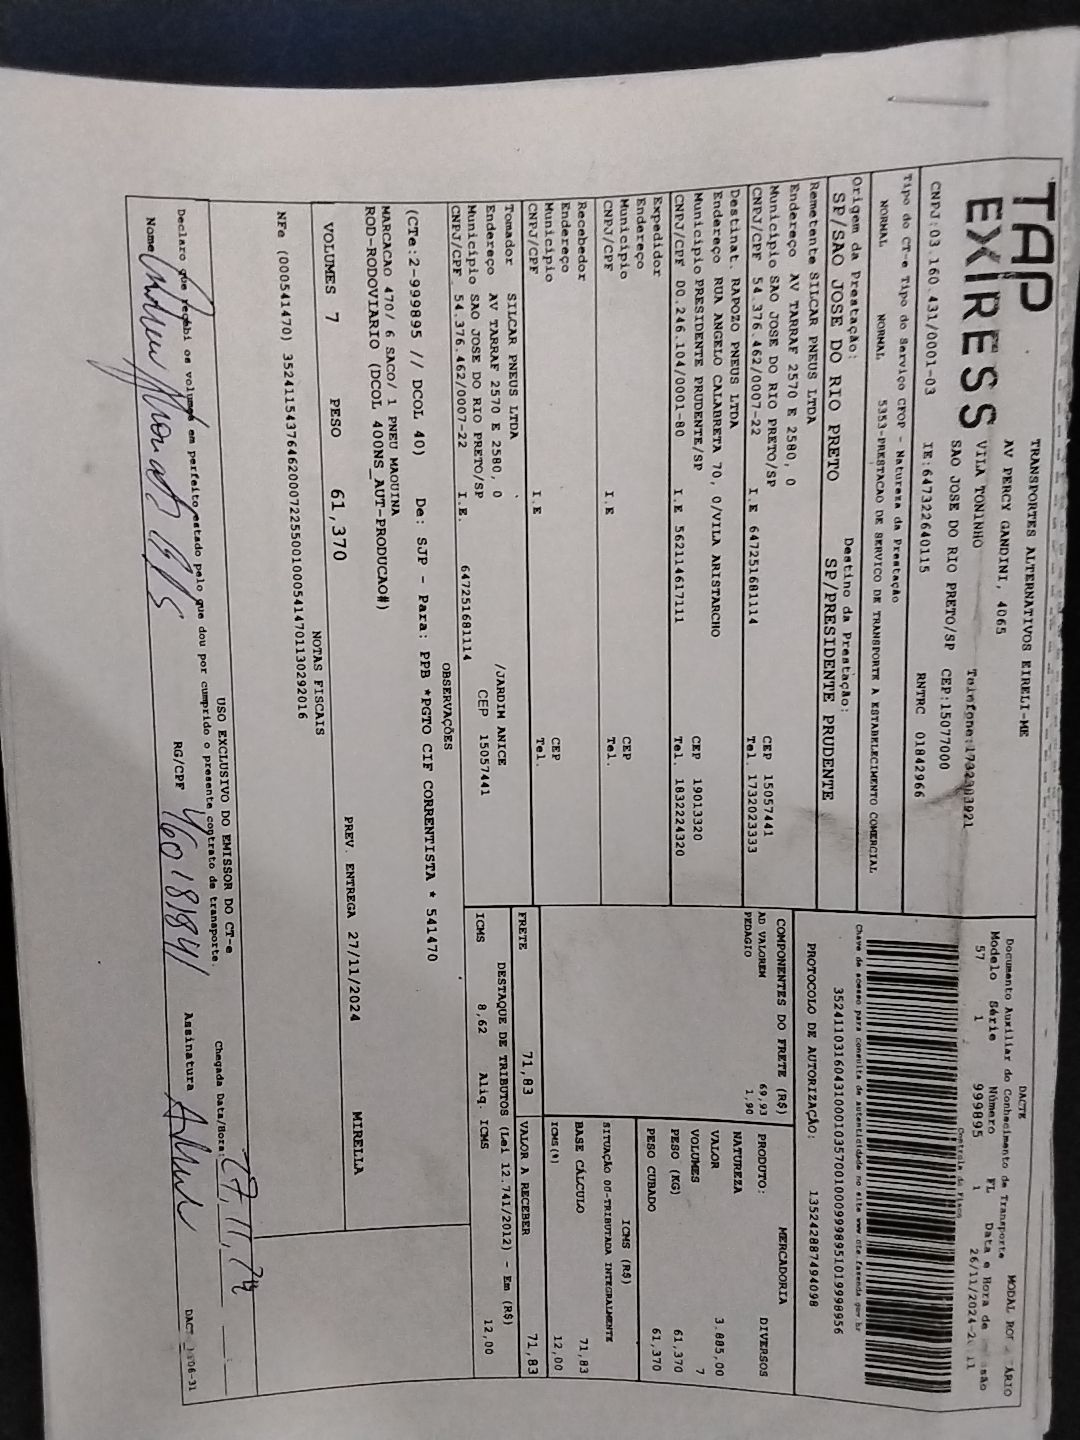 TAP
EXPRESS
TRANSPORTES ALTERNATIVOS EIRELI-ME
AV PERCY GANDINI, 4065
VILA TONINHO
SAO JOSE DO RIO PRETO/SP CEP:15077000
CNPJ:03.160.431/0001-03 IE:647322640115 RNTRC 01842966
Tipo do CT-e Tipo do Serviço CFOP - Natureza da Prestação
NORMAL NORMAL 5353-PRESTACAO DE SERVICO DE TRANSPORTE A ESTABELECIMENTO COMERCIAL
Origem da Prestação: Destino da Prestação:
SP/SAO JOSE DO RIO PRETO SP/PRESIDENTE PRUDENTE
Remetente SILCAR PNEUS LTDA
Endereço AV TARRAF 2570 E 2580, 0 CEP 15057441
Município SAO JOSE DO RIO PRETO/SP Tel. 1732023333
CNPJ/CPF 54.376.462/0007-22 I.E 647251681114
Destinat. RAPOZO PNEUS LTDA
Endereço RUA ANGELO CALABRETA 70, 0/VILA ARISTARCHO
Município PRESIDENTE PRUDENTE/SP CEP 19013320
CNPJ/CPF 00.246.104/0001-80 I.E 562114617111 Tel. 1832224320
Expedidor
Endereço
Município CEP
CNPJ/CPF I.E Tel.
Recebedor
Endereço
Município CEP
CNPJ/CPF I.E Tel.
Tomador SILCAR PNEUS LTDA
Endereço AV TARRAF 2570 E 2580, 0 /JARDIM ANICE
Município SAO JOSE DO RIO PRETO/SP CEP 15057441
CNPJ/CPF 54.376.462/0007-22 I.E. 647251681114
DACTE MODAL
Documento Auxiliar do Conhecimento de Transporte
Modelo Série Número FL Data e Hora de
57 1 999895 1 26/11/2024
Controle do Fisco
Chave de acesso para consulta de autenticidade no site www.cte.fazenda.gov.br
35241103160431000103570010009998951019998956
PROTOCOLO DE AUTORIZAÇÃO: 135242887494098
COMPONENTES DO FRETE (R$)
AD VALOREM 69,93
PEDAGIO 1,90
MERCADORIA
PRODUTO: DIVERSOS
NATUREZA
VALOR 3.885,00
VOLUMES 7
PESO (KG) 61,370
PESO CUBADO 61,370
ICMS (R$)
SITUAÇÃO 00-TRIBUTADA INTEGRALMENTE
BASE CÁLCULO 71,83
ICMS(%) 12,00
FRETE 71,83 VALOR A RECEBER 71,83
DESTAQUE DE TRIBUTOS (Lei 12.741/2012) - Em (R$)
ICMS 8,62 Aliq. ICMS 12,00
OBSERVAÇÕES
(CTe:2-999895 // DCOL 40) De: SJP - Para: PPB *PGTO CIF CORRENTISTA * 541470
MARCACAO 470/ 6 SACO/ 1 PNEU MAQUINA
ROD-RODOVIARIO (DCOL 400NS_AUT-PRODUCAO#)
VOLUMES 7 PESO 61,370 PREV. ENTREGA 27/11/2024 MIRELLA
NOTAS FISCAIS
NFe (000541470) 35241154376462000722550010005414701130292016
USO EXCLUSIVO DO EMISSOR DO CT-e
Declaro que recebi os volumes em perfeito estado pelo que dou por cumprido o presente contrato de transporte.
Chegada Data/Hora: 27,11,24
Nome RG/CPF Assinatura